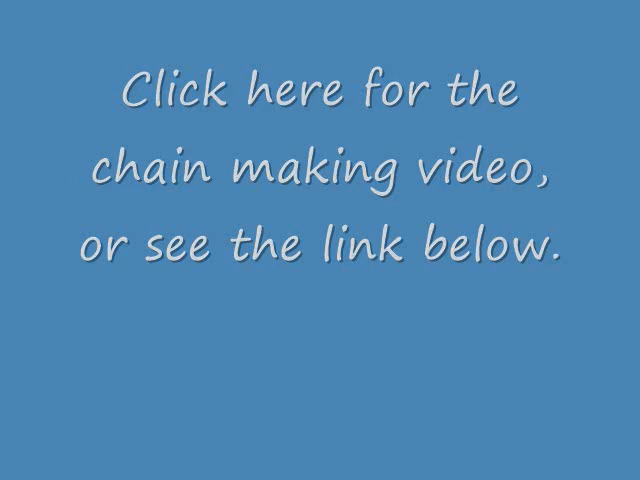 Click here for the
chain making video,
or see the link below.